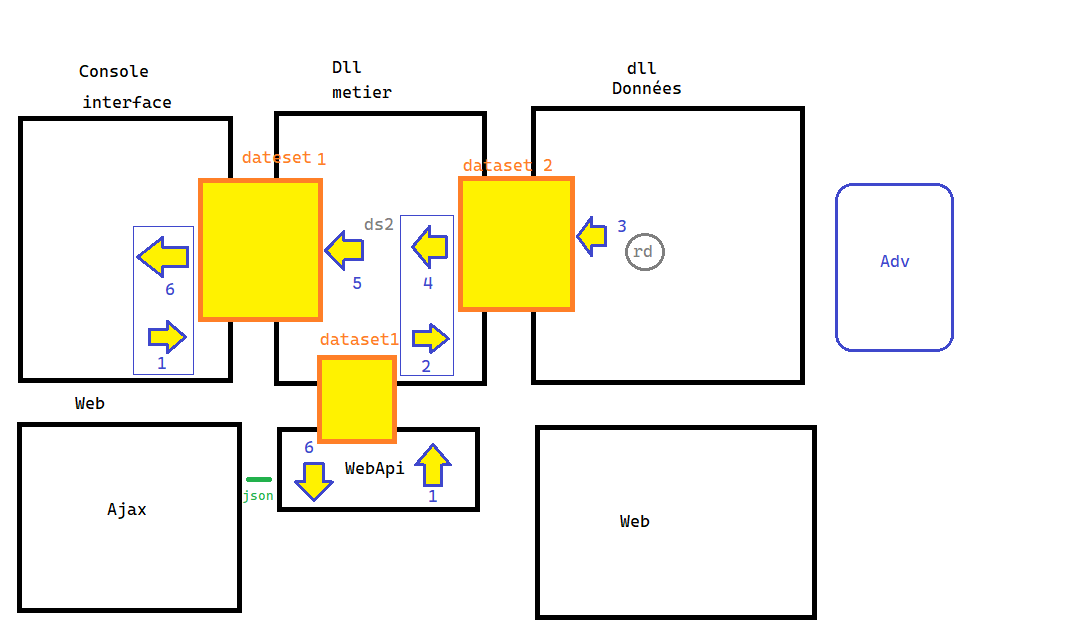 Console
interface
Dll
metier
dll
Données
dateset 1
dataset 2
ds2
3
rd
Adv
6
5
4
1
dataset1
2
Web
6
WebApi
1
json
Ajax
Web